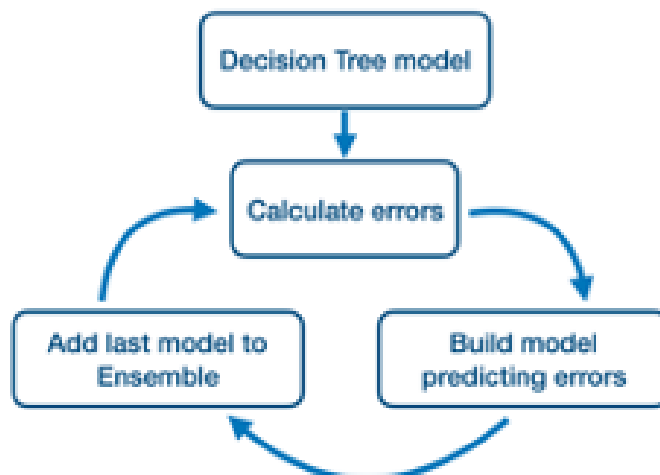 Decision Tree model
Calculate errors
Add last model to
Ensemble
Build model
predicting errors